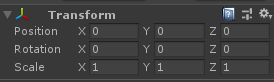 Transform
Position X 0 Y 0 Z 0
Rotation X 0 Y 0 Z 0
Scale X 1 Y 1 Z 1